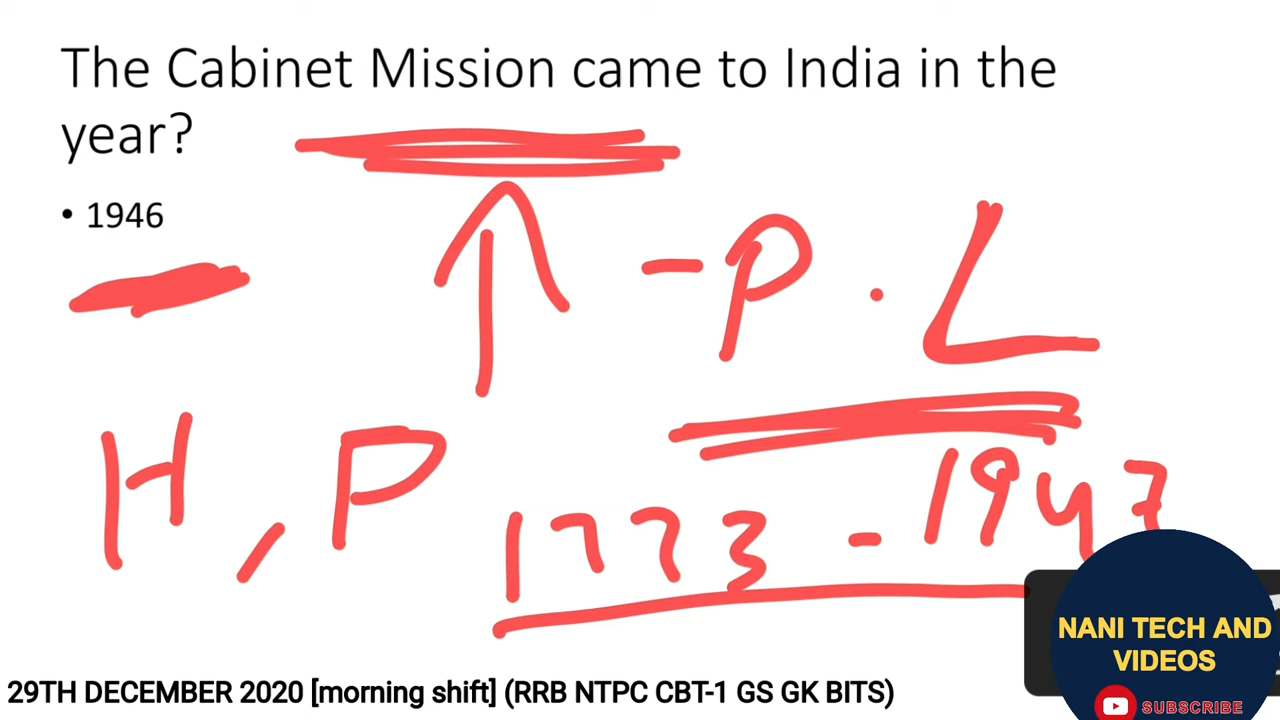 The Cabinet Mission came to India in the
year?
• 1946
- P. L
H, P
1773 - 1947
NANI TECH AND
VIDEOS
SUBSCRIBE
29TH DECEMBER 2020 [morning shift] (RRB NTPC CBT-1 GS GK BITS)